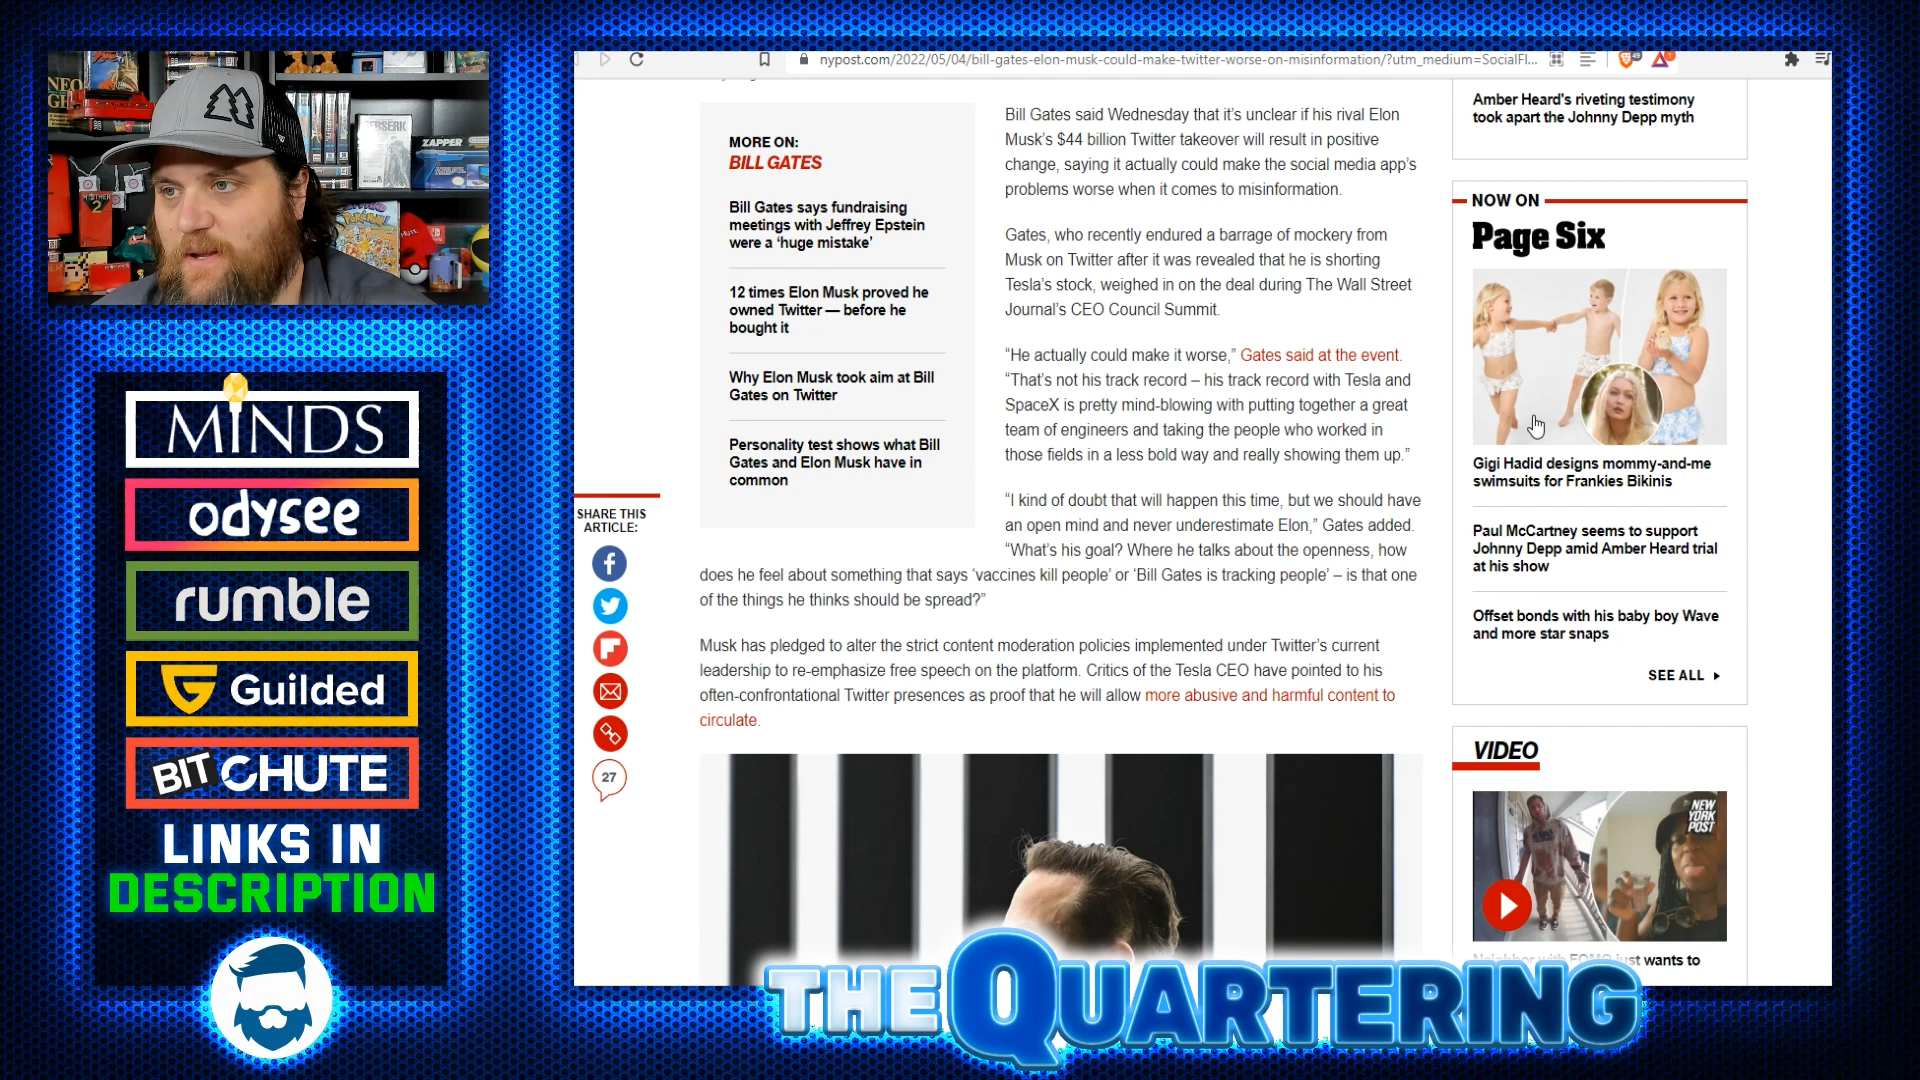 NEO
GE
BERSERK
ZAPPER
MOTHER
2
Pokémon
MINDS
odysee
rumble
Guilded
BITCHUTE
LINKS IN
DESCRIPTION
nypost.com/2022/05/04/bill-gates-elon-musk-could-make-twitter-worse-on-misinformation/?utm_medium=SocialFl...
MORE ON:
BILL GATES
Bill Gates says fundraising
meetings with Jeffrey Epstein
were a ‘huge mistake’
12 times Elon Musk proved he
owned Twitter — before he
bought it
Why Elon Musk took aim at Bill
Gates on Twitter
Personality test shows what Bill
Gates and Elon Musk have in
common
SHARE THIS
ARTICLE:
27
Bill Gates said Wednesday that it’s unclear if his rival Elon
Musk’s $44 billion Twitter takeover will result in positive
change, saying it actually could make the social media app’s
problems worse when it comes to misinformation.
Gates, who recently endured a barrage of mockery from
Musk on Twitter after it was revealed that he is shorting
Tesla’s stock, weighed in on the deal during The Wall Street
Journal’s CEO Council Summit.
“He actually could make it worse,” Gates said at the event.
“That’s not his track record – his track record with Tesla and
SpaceX is pretty mind-blowing with putting together a great
team of engineers and taking the people who worked in
those fields in a less bold way and really showing them up.”
“I kind of doubt that will happen this time, but we should have
an open mind and never underestimate Elon,” Gates added.
“What’s his goal? Where he talks about the openness, how
does he feel about something that says ‘vaccines kill people’ or ‘Bill Gates is tracking people’ – is that one
of the things he thinks should be spread?”
Musk has pledged to alter the strict content moderation policies implemented under Twitter’s current
leadership to re-emphasize free speech on the platform. Critics of the Tesla CEO have pointed to his
often-confrontational Twitter presences as proof that he will allow more abusive and harmful content to
circulate.
Amber Heard’s riveting testimony
took apart the Johnny Depp myth
NOW ON
Page Six
Gigi Hadid designs mommy-and-me
swimsuits for Frankies Bikinis
Paul McCartney seems to support
Johnny Depp amid Amber Heard trial
at his show
Offset bonds with his baby boy Wave
and more star snaps
SEE ALL
VIDEO
NEW
YORK
POST
Neighbor with FOMO just wants to
THE QUARTERING